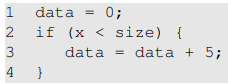 1 data = 0;
2 if (x < size) {
3    data = data + 5;
4 }